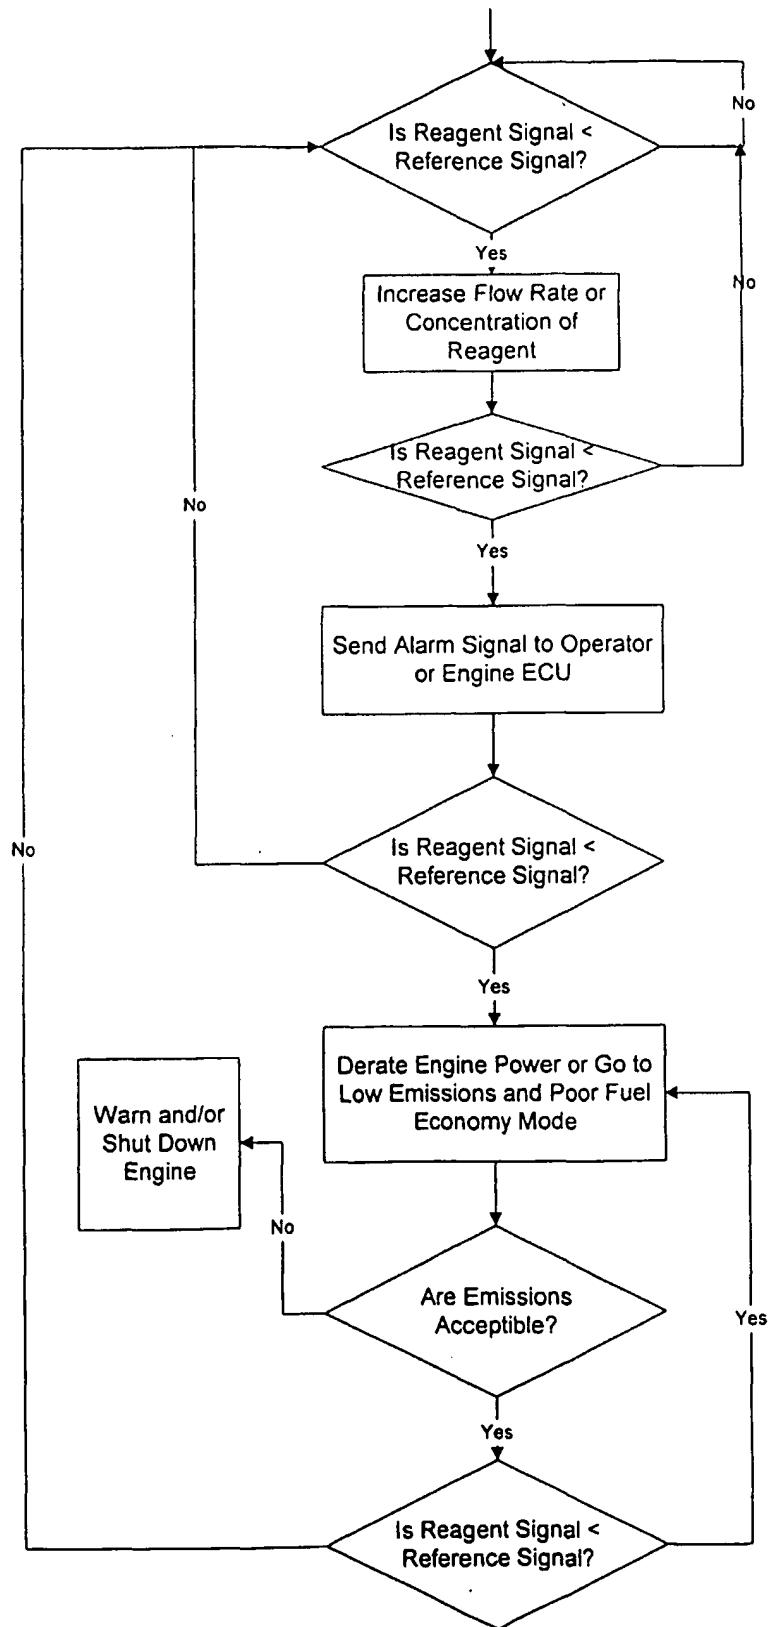 No
Is Reagent Signal <
Reference Signal?
Yes
No
Increase Flow Rate or
Concentration of
Reagent
Is Reagent Signal <
Reference Signal?
No
No
Yes
Send Alarm Signal to Operator
or Engine ECU
Is Reagent Signal <
Reference Signal?
No
Yes
Derate Engine Power or Go to
Low Emissions and Poor Fuel
Economy Mode
Warn and/or
Shut Down
Engine
No
Are Emissions
Acceptible?
Yes
Yes
Is Reagent Signal <
Reference Signal?